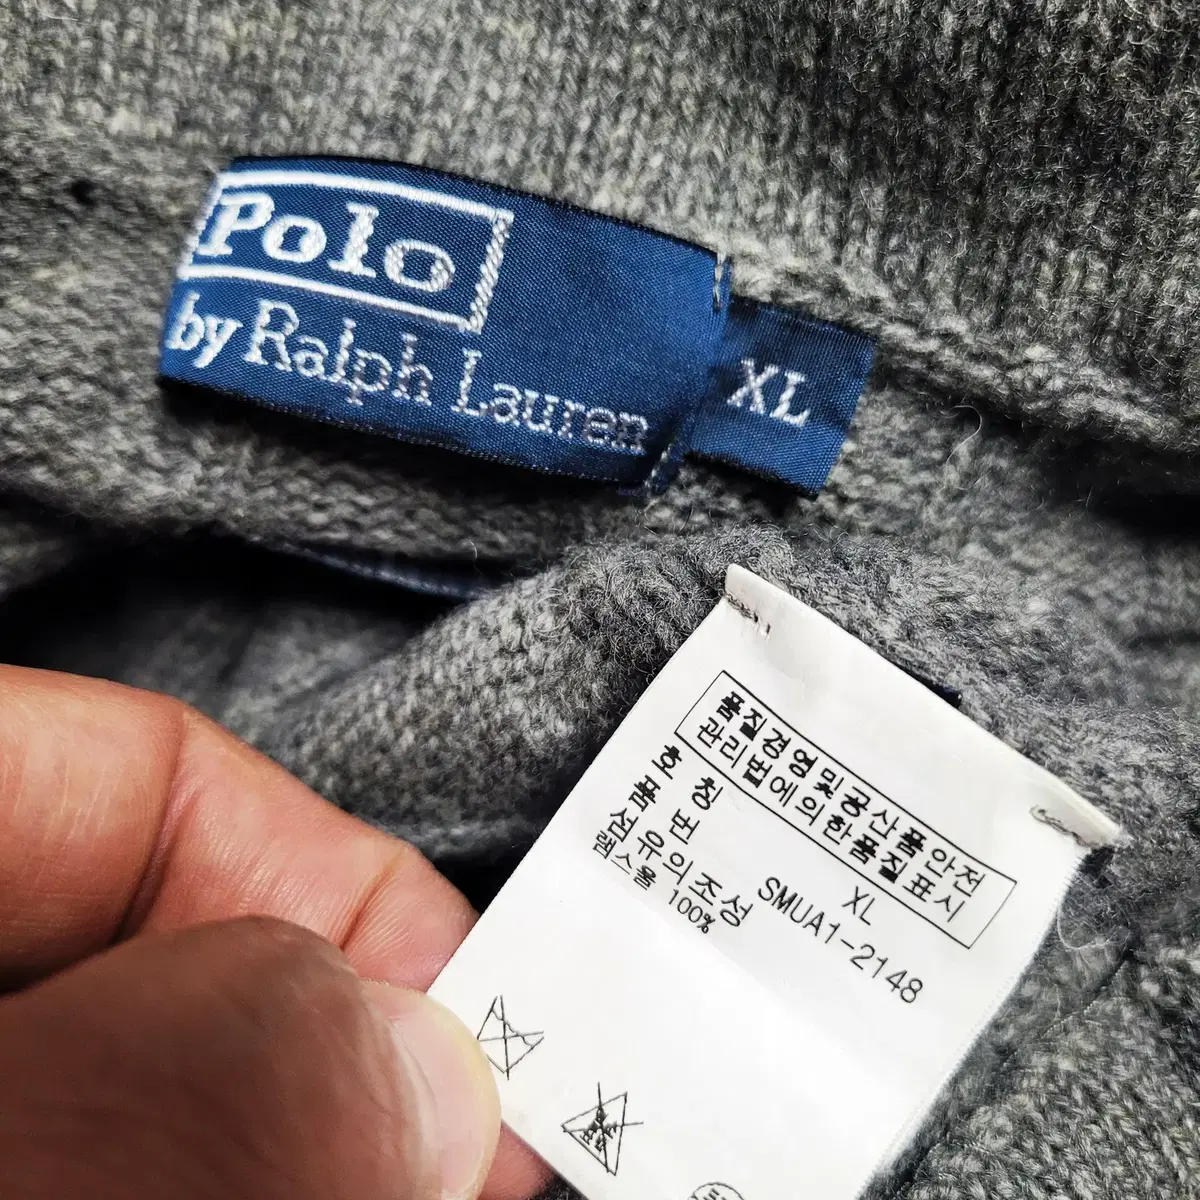 Polo
by Ralph Lauren
XL
품질경영및공산품안전
관리법에의한품질표시
호 칭 XL
품 번 SMUA1-2148
섬유의조성
램스울 100%